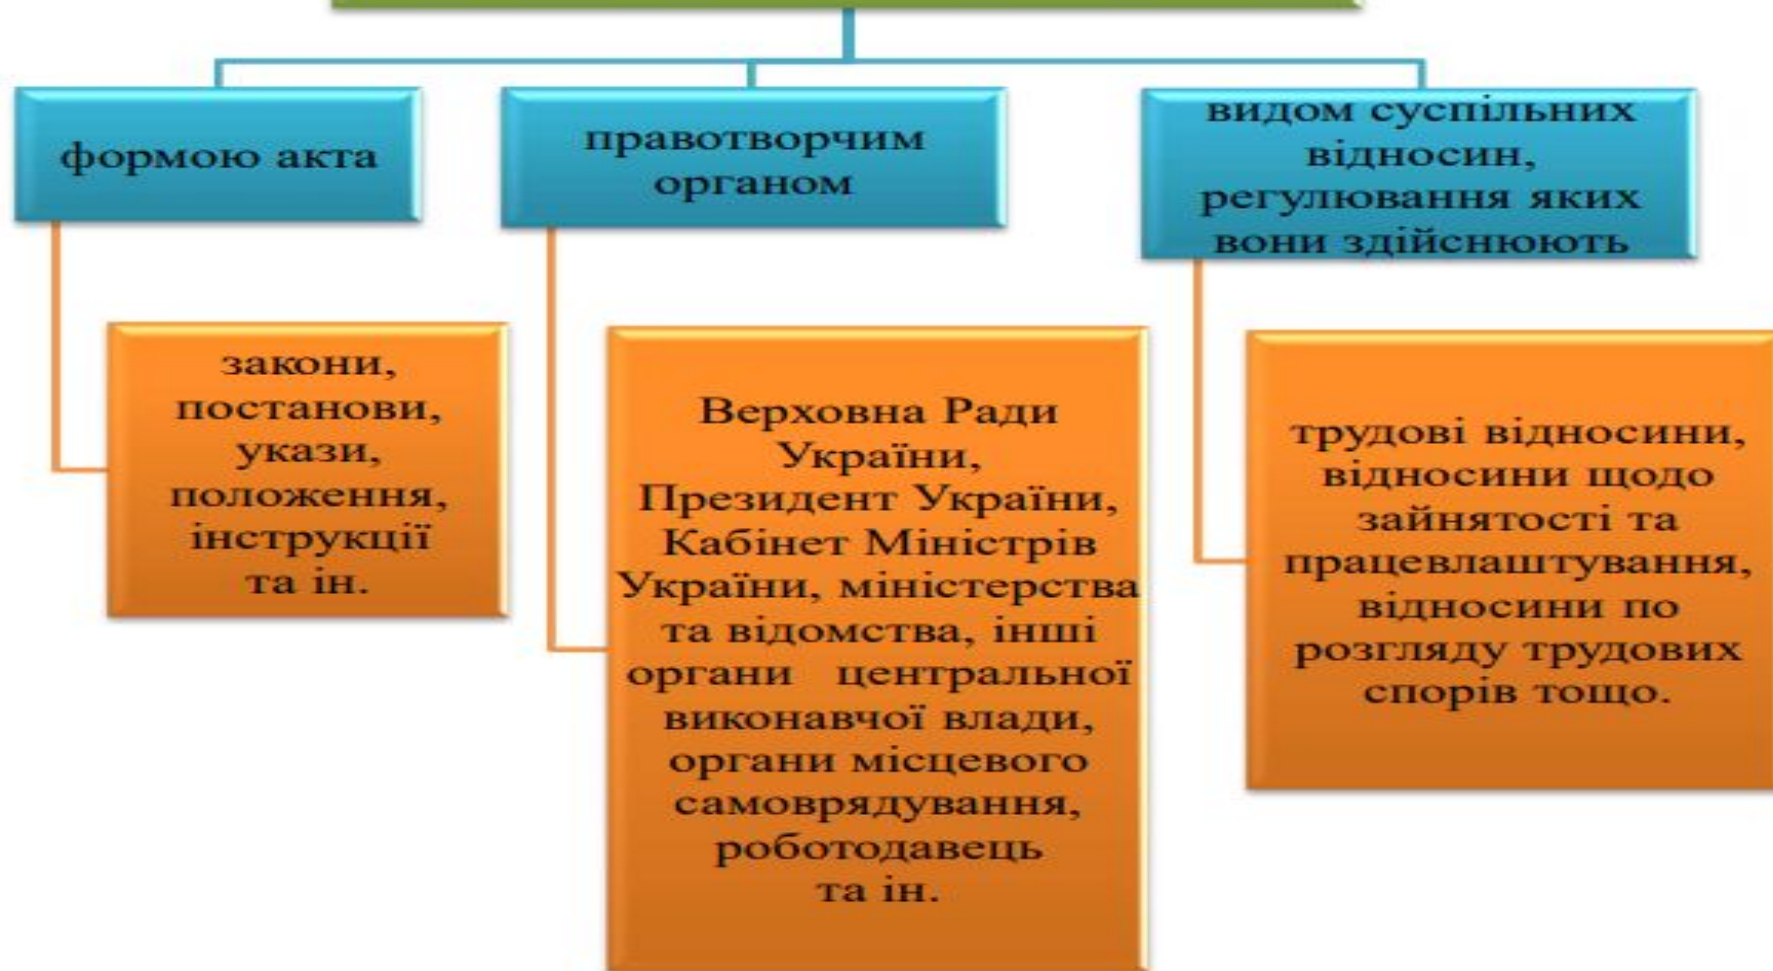 формою акта
закони,
постанови,
укази,
положення,
інструкції
та ін.
правотворчим
органом
Верховна Ради
України,
Президент України,
Кабінет Міністрів
України, міністерства
та відомства, інші
органи центральної
виконавчої влади,
органи місцевого
самоврядування,
роботодавець
та ін.
видом суспільних
відносин,
регулювання яких
вони здійснюють
трудові відносини,
відносини щодо
зайнятості та
працевлаштування,
відносини по
розгляду трудових
спорів тощо.